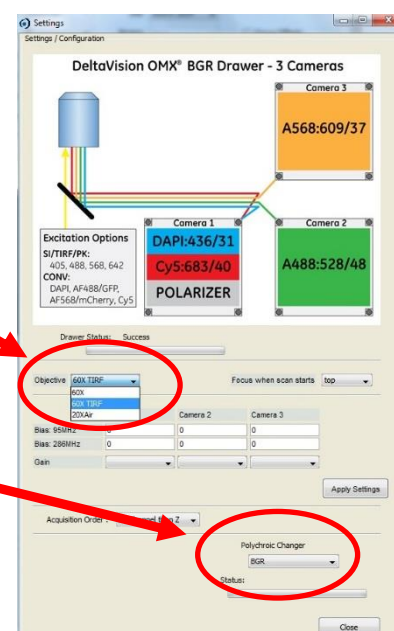 Settings
Settings / Configuration
DeltaVision OMX® BGR Drawer - 3 Cameras
Camera 3
A568:609/37
Camera 1
DAPI:436/31
Cy5:683/40
POLARIZER
Camera 2
A488:528/48
Excitation Options
SI/TIRF/PK:
405, 488, 568, 642
CONV:
DAPI, AF488/GFP,
AF568/mCherry, Cy5
Drawer Status: Success
Objective 60X TIRF Focus when scan starts top
60X
60X TIRF
20XAir
Camera 2 Camera 3
Bias: 95MHz 0 0 0
Bias: 286MHz 0 0 0
Gain
Apply Settings
Acquisition Order : Z
Polychroic Changer
BGR
Status:
Close